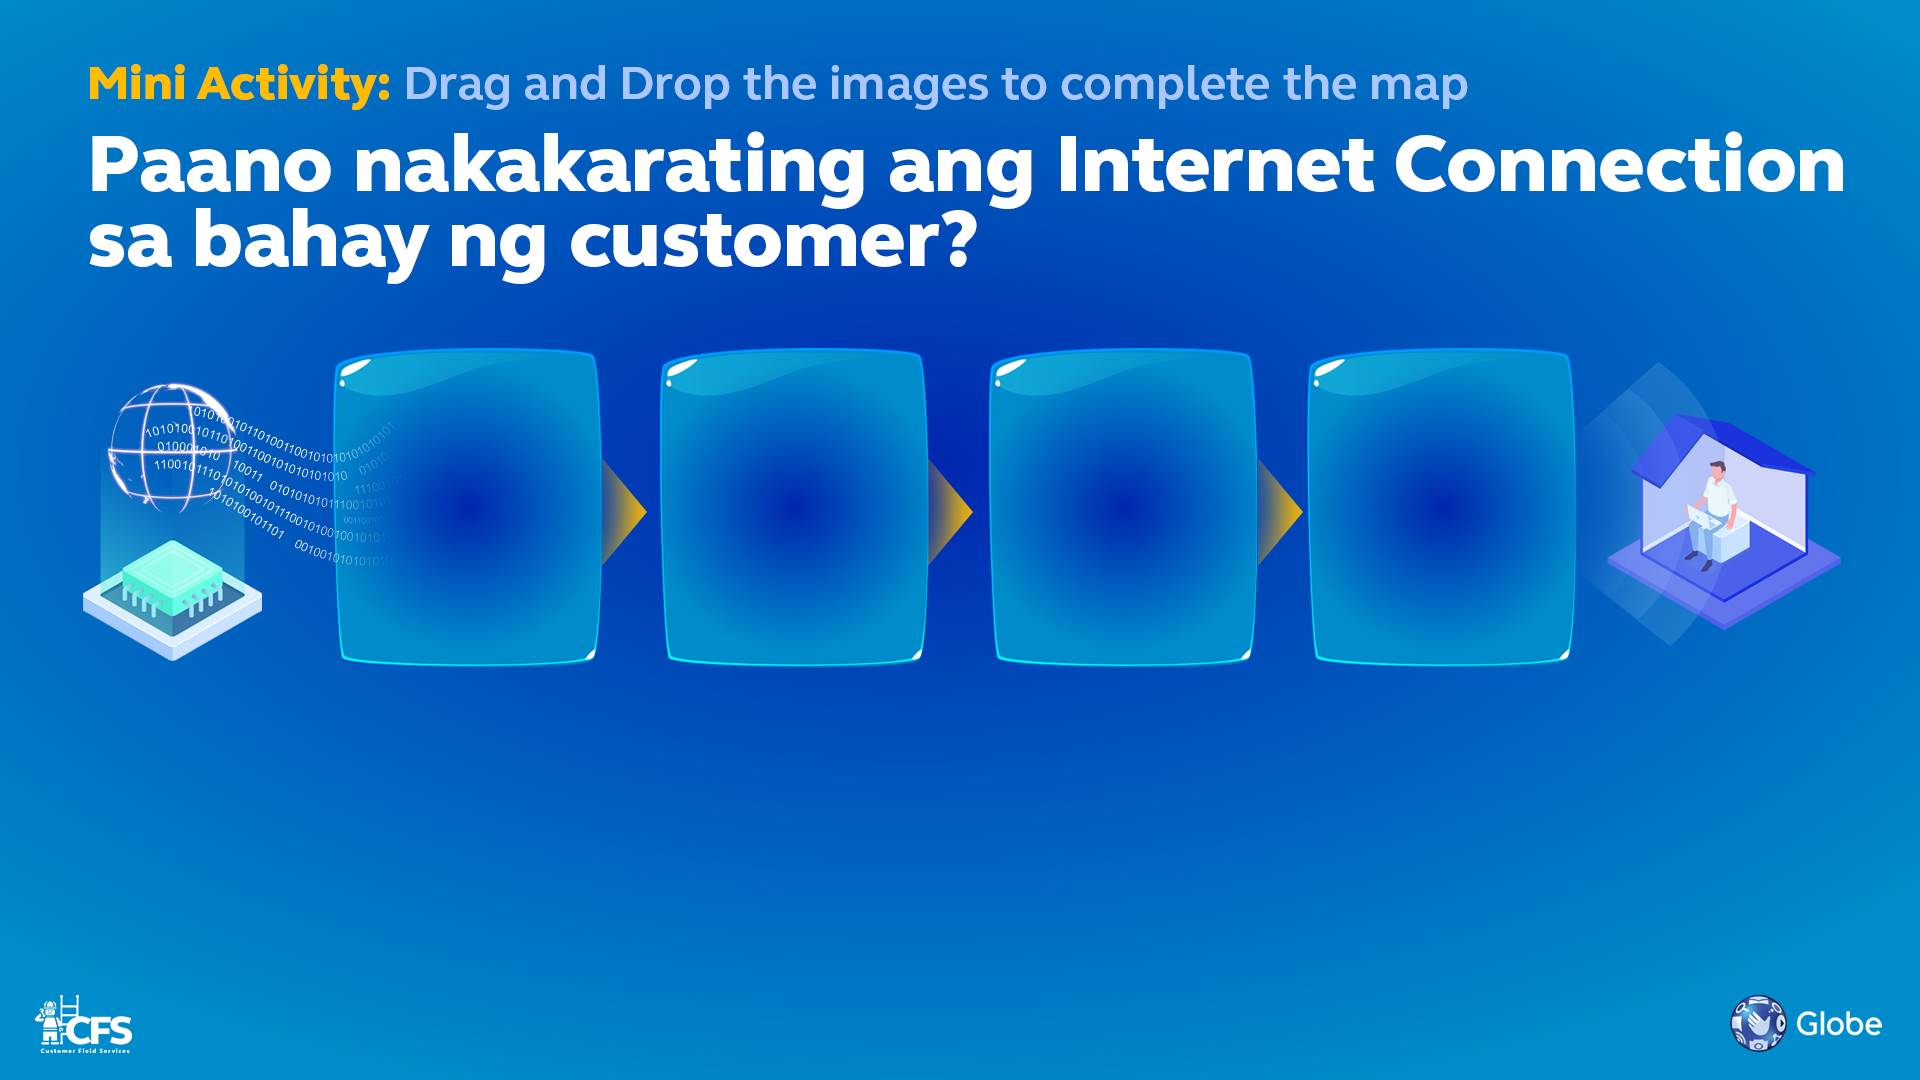 Mini Activity: Drag and Drop the images to complete the map
Paano nakakarating ang Internet Connection
sa bahay ng customer?
CFS
Customer Field Services
Globe